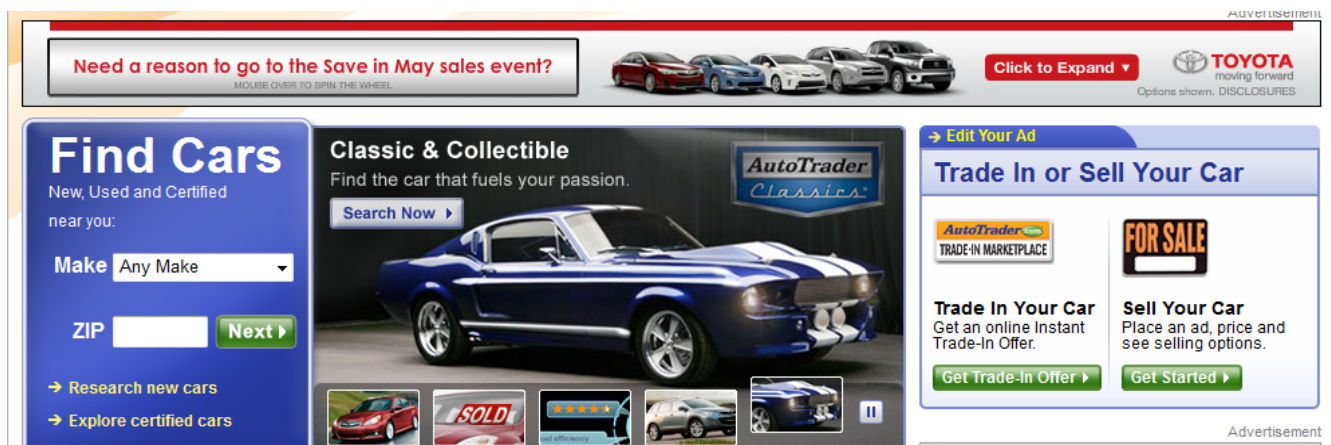 Advertisement
Need a reason to go to the Save in May sales event?
MOUSE OVER TO SPIN THE WHEEL
Click to Expand
TOYOTA
moving forward
Options shown. DISCLOSURES
Find Cars
New, Used and Certified
near you:
Make Any Make
ZIP Next
Research new cars
Explore certified cars
Classic & Collectible
Find the car that fuels your passion.
Search Now
AutoTrader
Classics
SOLD
fuel efficiency
Edit Your Ad
Trade In or Sell Your Car
AutoTrader.com
TRADE-IN MARKETPLACE
Trade In Your Car
Get an online Instant
Trade-In Offer.
Get Trade-In Offer
FOR SALE
Sell Your Car
Place an ad, price and
see selling options.
Get Started
Advertisement